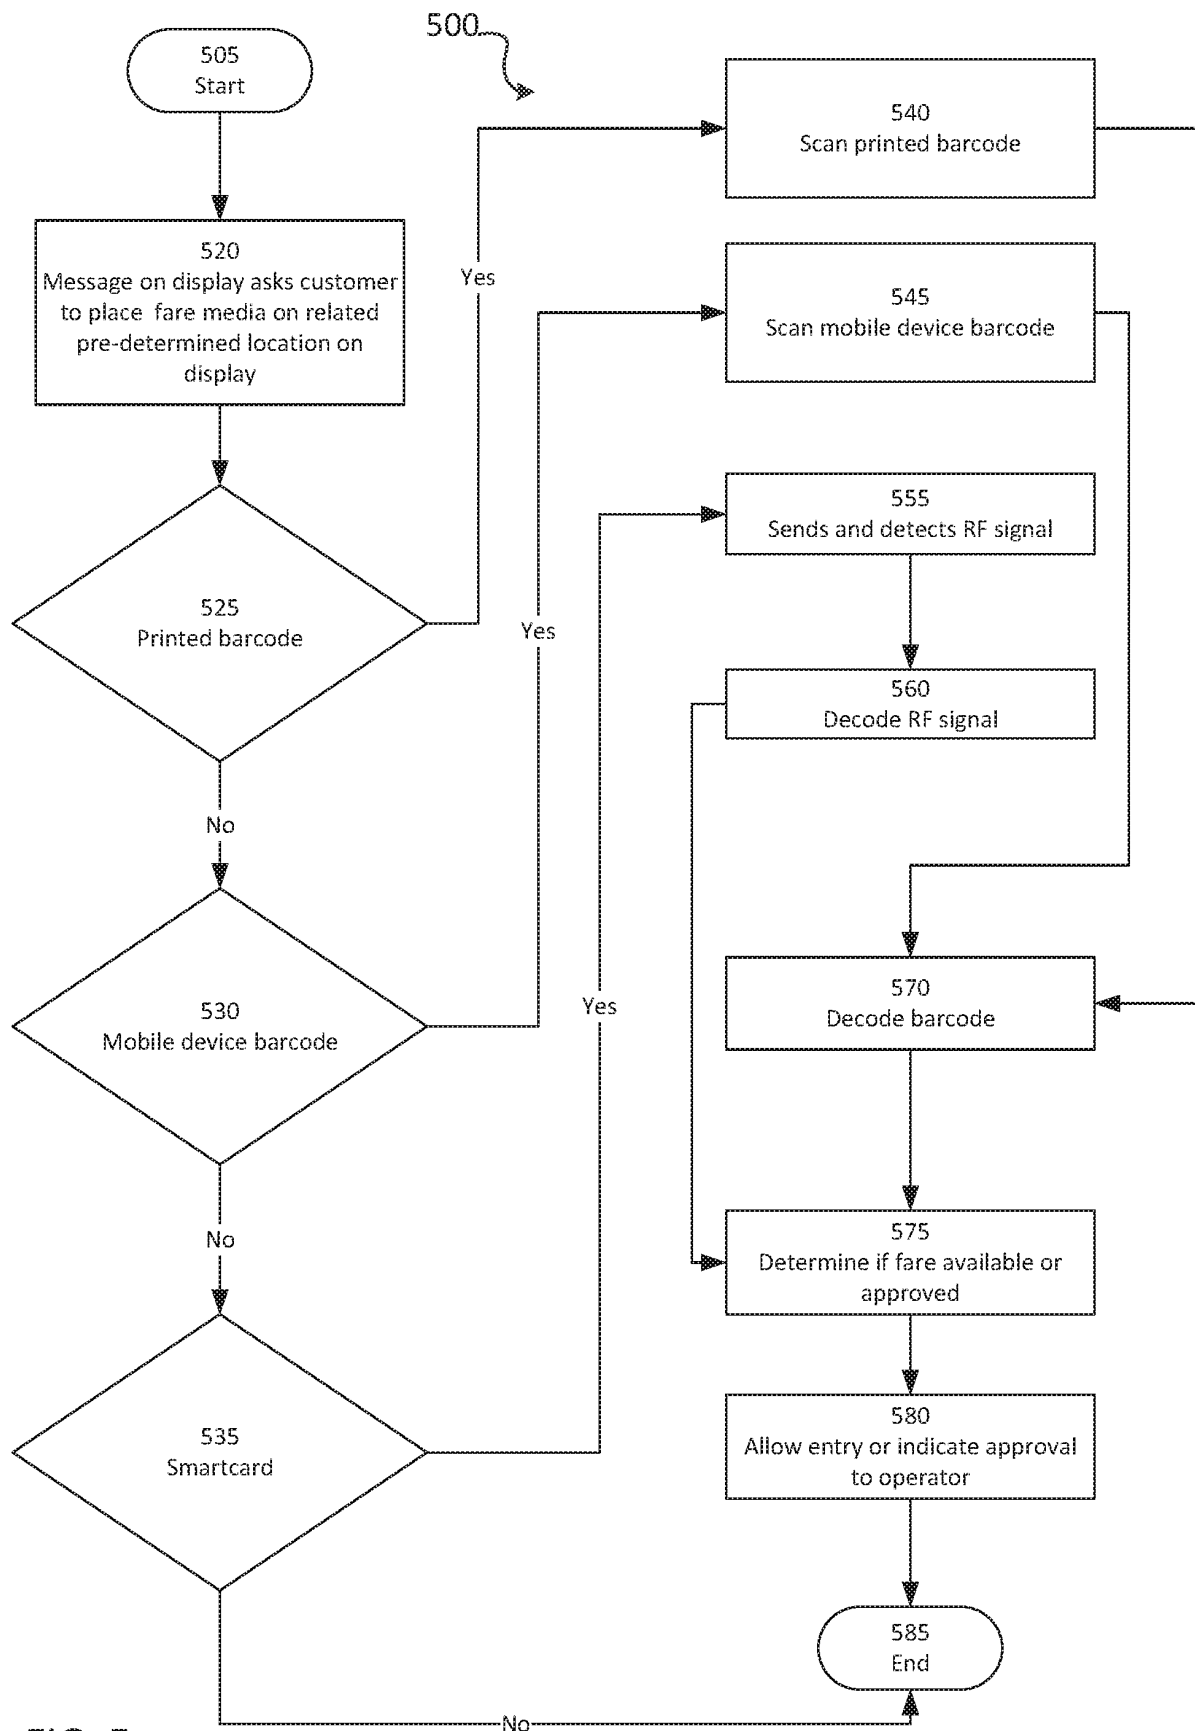 500
505
Start
520
Message on display asks customer
to place fare media on related
pre-determined location on
display
525
Printed barcode
Yes
No
530
Mobile device barcode
Yes
No
535
Smartcard
Yes
No
540
Scan printed barcode
545
Scan mobile device barcode
555
Sends and detects RF signal
560
Decode RF signal
570
Decode barcode
575
Determine if fare available or
approved
580
Allow entry or indicate approval
to operator
585
End